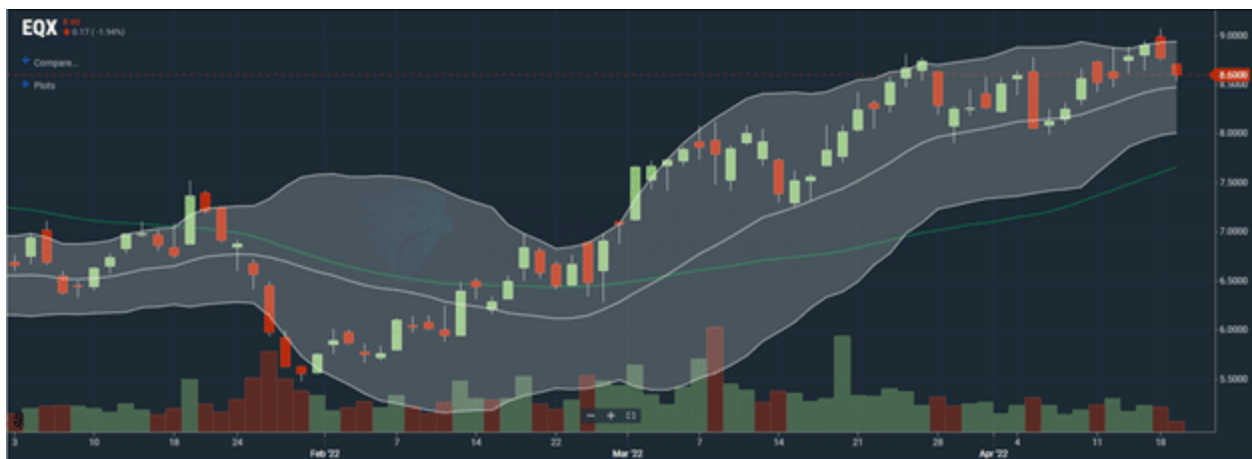 EQX 8.60
0.17 (-1.94%)
Compare...
Plots
9.0000
8.6000
8.5000
8.0000
7.5000
7.0000
6.5000
6.0000
5.5000
3 10 18 24 7 14 22 7 14 21 28 4 11 18
Feb '22 Mar '22 Apr '22